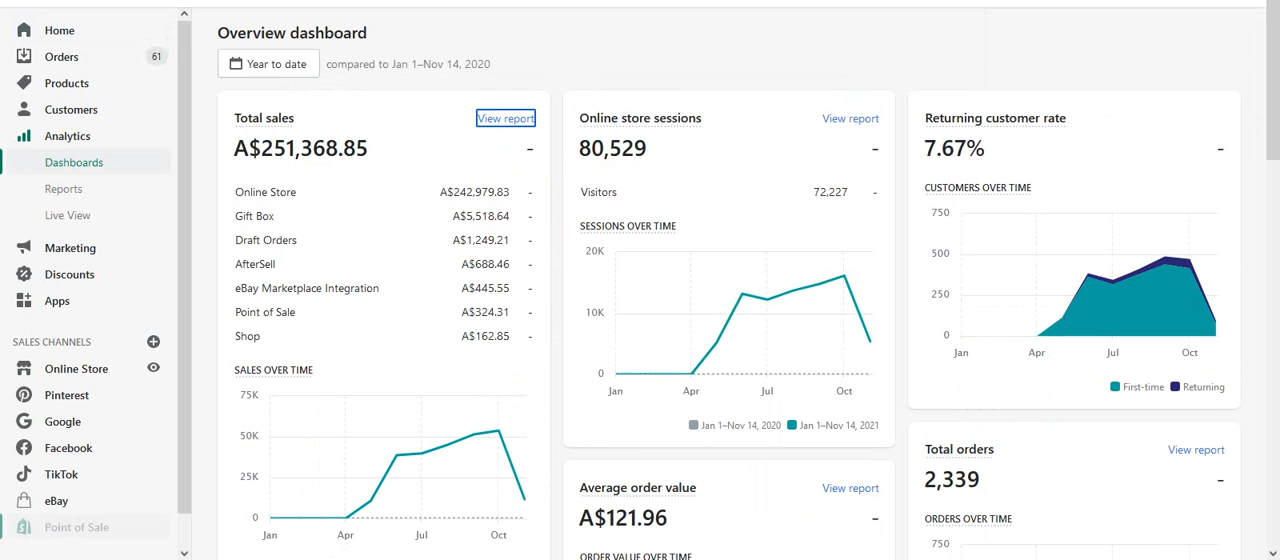 Home
Orders 61
Products
Customers
Analytics
Dashboards
Reports
Live View
Marketing
Discounts
Apps
SALES CHANNELS
Online Store
Pinterest
Google
Facebook
TikTok
eBay
Point of Sale
Overview dashboard
Year to date compared to Jan 1–Nov 14, 2020
Total sales View report
A$251,368.85 -
Online Store A$242,979.83 -
Gift Box A$5,518.64 -
Draft Orders A$1,249.21 -
AfterSell A$688.46 -
eBay Marketplace Integration A$445.55 -
Point of Sale A$324.31 -
Shop A$162.85 -
SALES OVER TIME
75K
50K
25K
0
Jan Apr Jul Oct
Online store sessions View report
80,529 -
Visitors 72,227 -
SESSIONS OVER TIME
20K
10K
0
Jan Apr Jul Oct
Jan 1–Nov 14, 2020 Jan 1–Nov 14, 2021
Average order value View report
A$121.96 -
ORDER VALUE OVER TIME
Returning customer rate
7.67% -
CUSTOMERS OVER TIME
750
500
250
0
Jan Apr Jul Oct
First-time Returning
Total orders View report
2,339 -
ORDERS OVER TIME
750